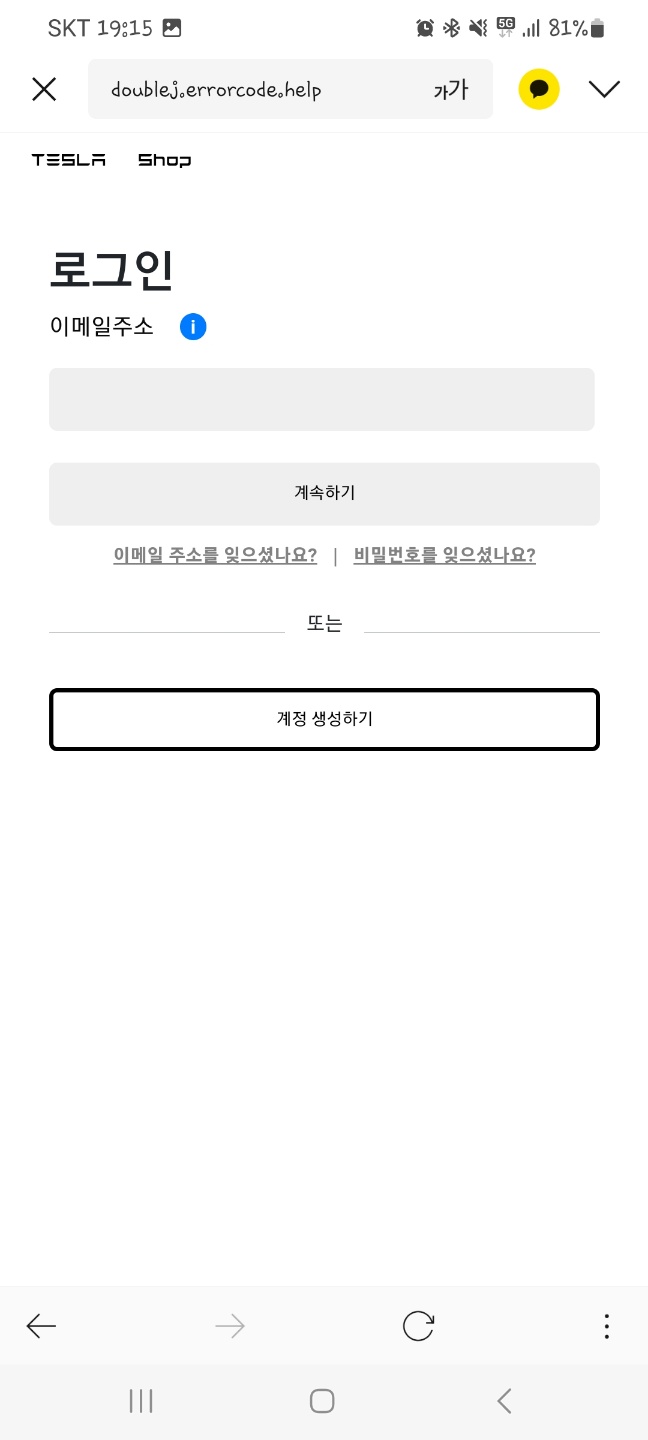 SKT 19:15 5G 81%
doublej.errorcode.help 가가
TESLA Shop
로그인
이메일주소 i
계속하기
이메일 주소를 잊으셨나요? | 비밀번호를 잊으셨나요?
또는
계정 생성하기